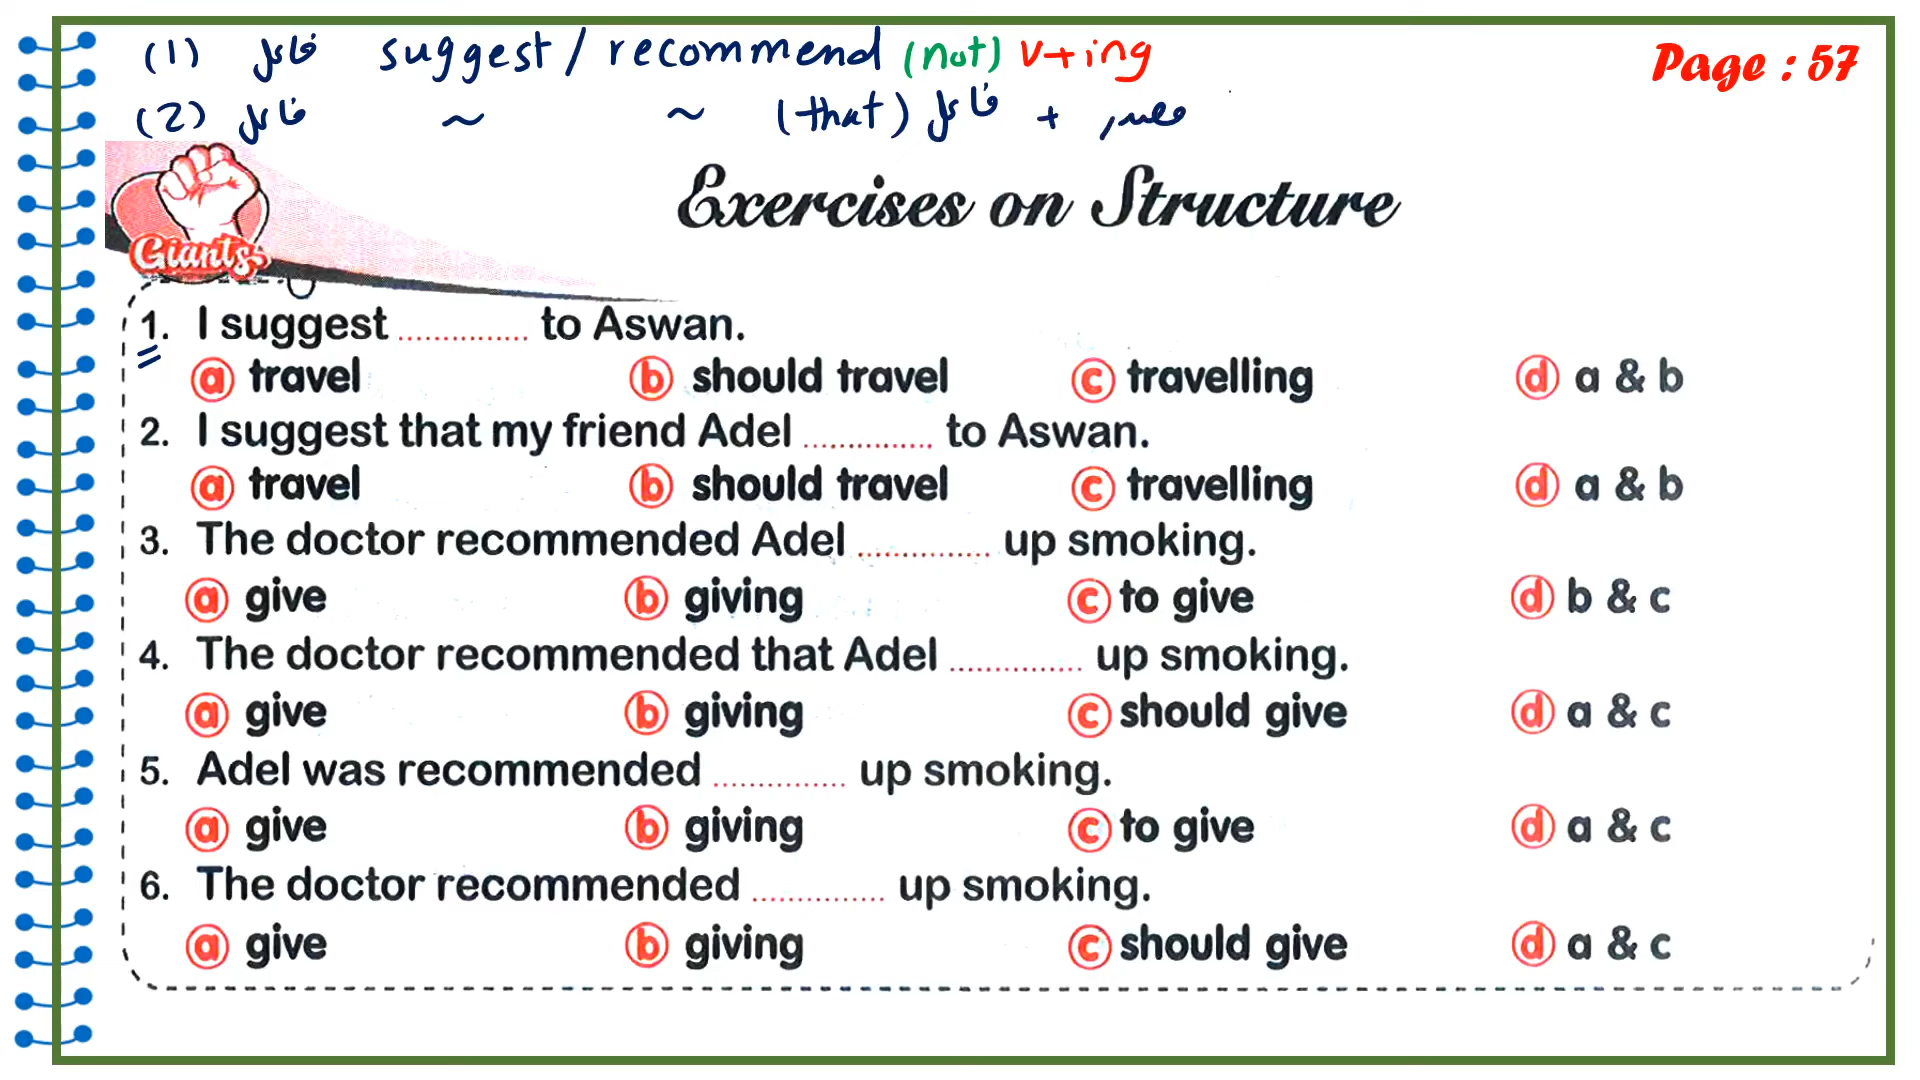 (1) فاعل suggest / recommend (not) v+ing
Page : 57
(2) فاعل ~ ~ (that) فاعل + مصدر
Exercises on Structure
Giants
1. I suggest ............... to Aswan.
a travel b should travel c travelling d a & b
2. I suggest that my friend Adel ............... to Aswan.
a travel b should travel c travelling d a & b
3. The doctor recommended Adel ............... up smoking.
a give b giving c to give d b & c
4. The doctor recommended that Adel ............... up smoking.
a give b giving c should give d a & c
5. Adel was recommended ............... up smoking.
a give b giving c to give d a & c
6. The doctor recommended ............... up smoking.
a give b giving c should give d a & c